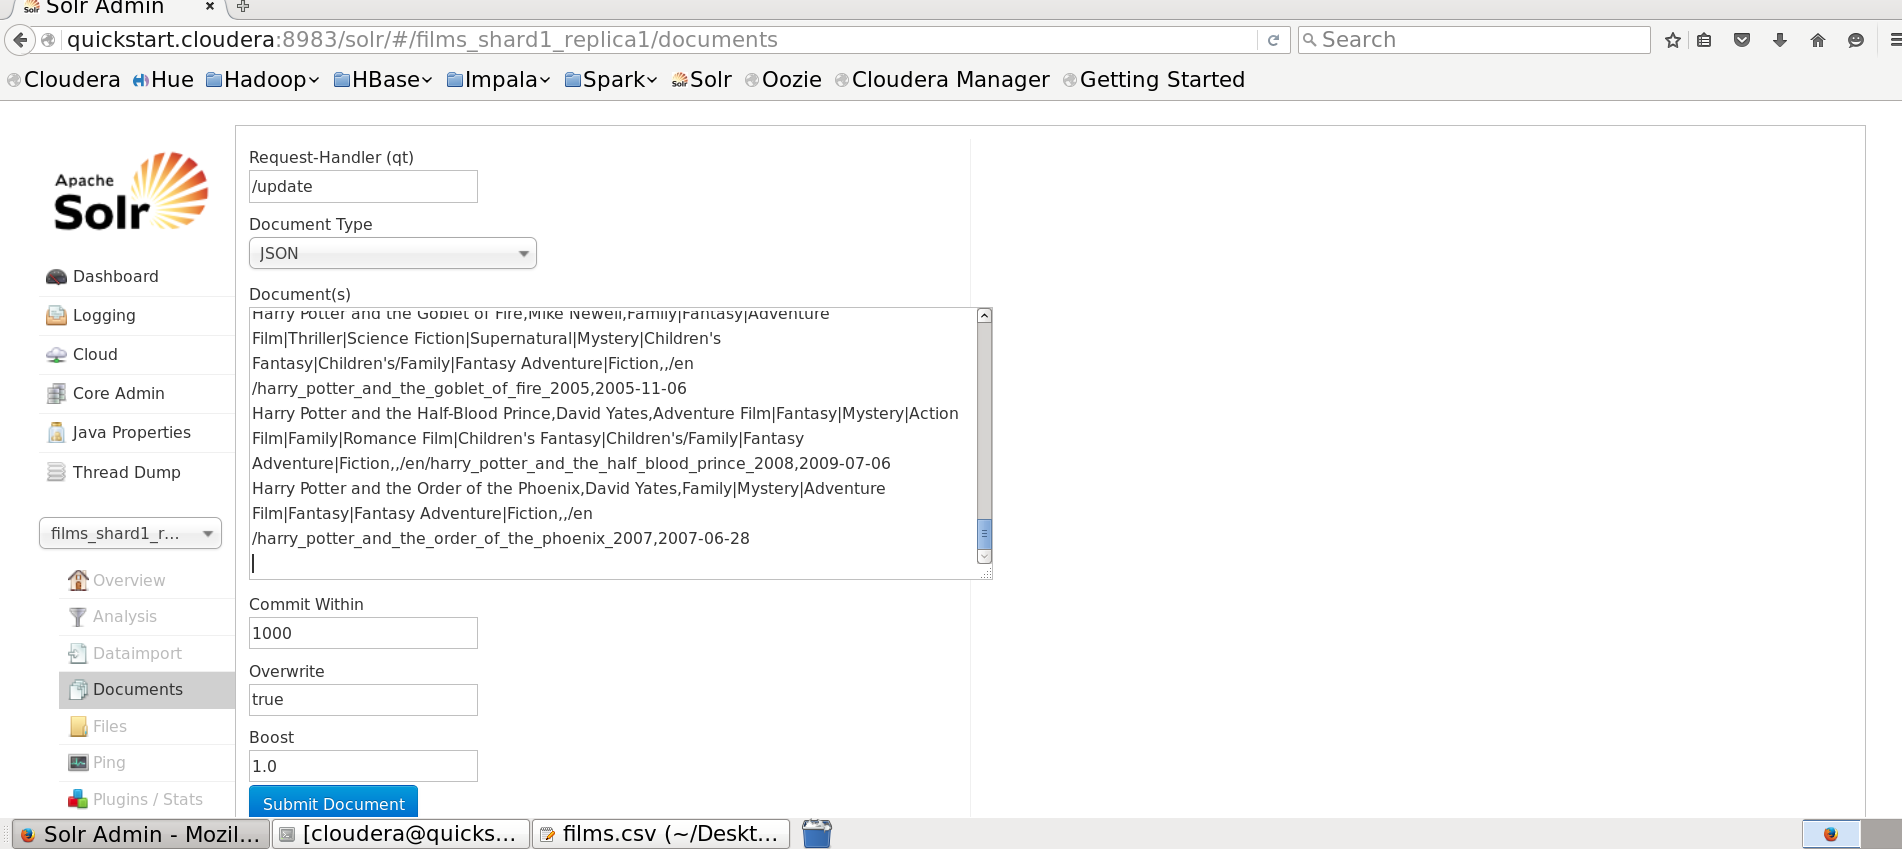 Solr Admin
quickstart.cloudera:8983/solr/#/films_shard1_replica1/documents
Search
Cloudera Hue Hadoop HBase Impala Spark Solr Oozie Cloudera Manager Getting Started
Apache
Solr
Dashboard
Logging
Cloud
Core Admin
Java Properties
Thread Dump
films_shard1_r...
Overview
Analysis
Dataimport
Documents
Files
Ping
Plugins / Stats
Request-Handler (qt)
/update
Document Type
JSON
Document(s)
Harry Potter and the Goblet of Fire,Mike Newell,Family|Fantasy|Adventure
Film|Thriller|Science Fiction|Supernatural|Mystery|Children's
Fantasy|Children's/Family|Fantasy Adventure|Fiction,,/en
/harry_potter_and_the_goblet_of_fire_2005,2005-11-06
Harry Potter and the Half-Blood Prince,David Yates,Adventure Film|Fantasy|Mystery|Action
Film|Family|Romance Film|Children's Fantasy|Children's/Family|Fantasy
Adventure|Fiction,,/en/harry_potter_and_the_half_blood_prince_2008,2009-07-06
Harry Potter and the Order of the Phoenix,David Yates,Family|Mystery|Adventure
Film|Fantasy|Fantasy Adventure|Fiction,,/en
/harry_potter_and_the_order_of_the_phoenix_2007,2007-06-28
Commit Within
1000
Overwrite
true
Boost
1.0
Submit Document
Solr Admin - Mozil... [cloudera@quicks... films.csv (~/Deskt...